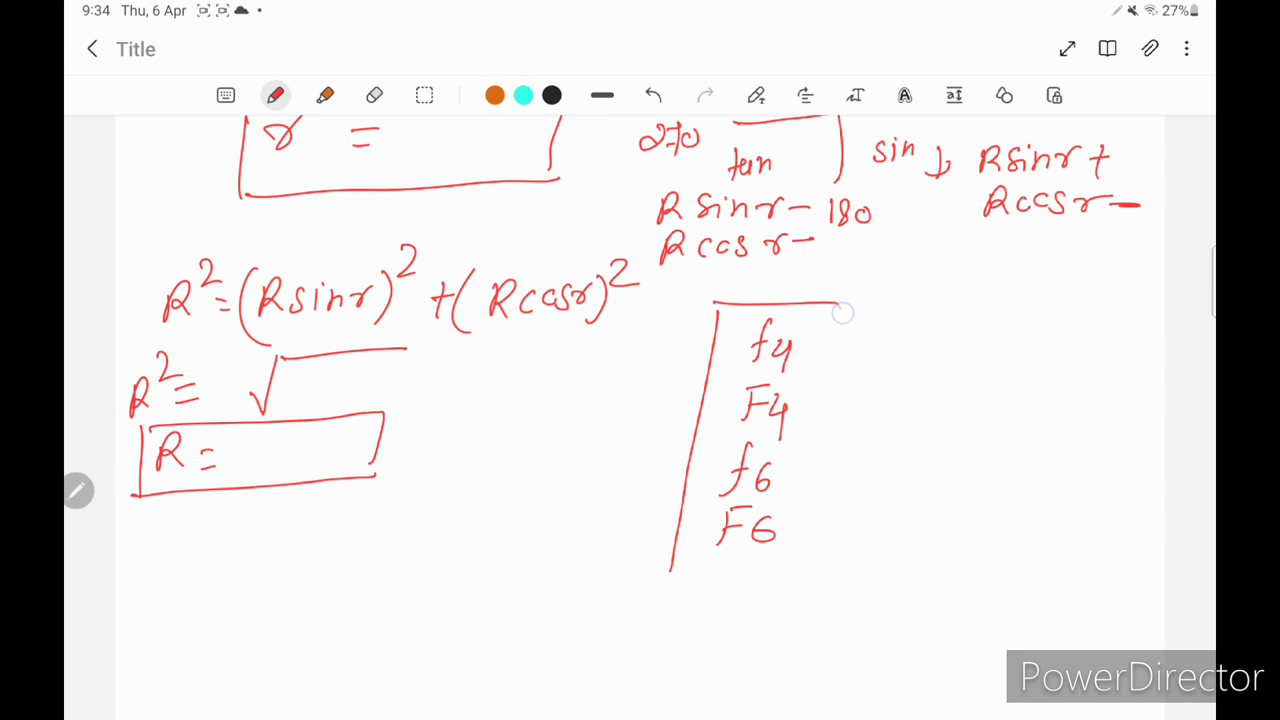 9:34 Thu, 6 Apr
27%
Title
r =
270
tan
sin
R sin r +
R cos r -
R sin r - 180
R cos r -
R² = (R sin r)² + (R cos r)²
R² = √
R =
f4
F4
f6
F6
PowerDirector